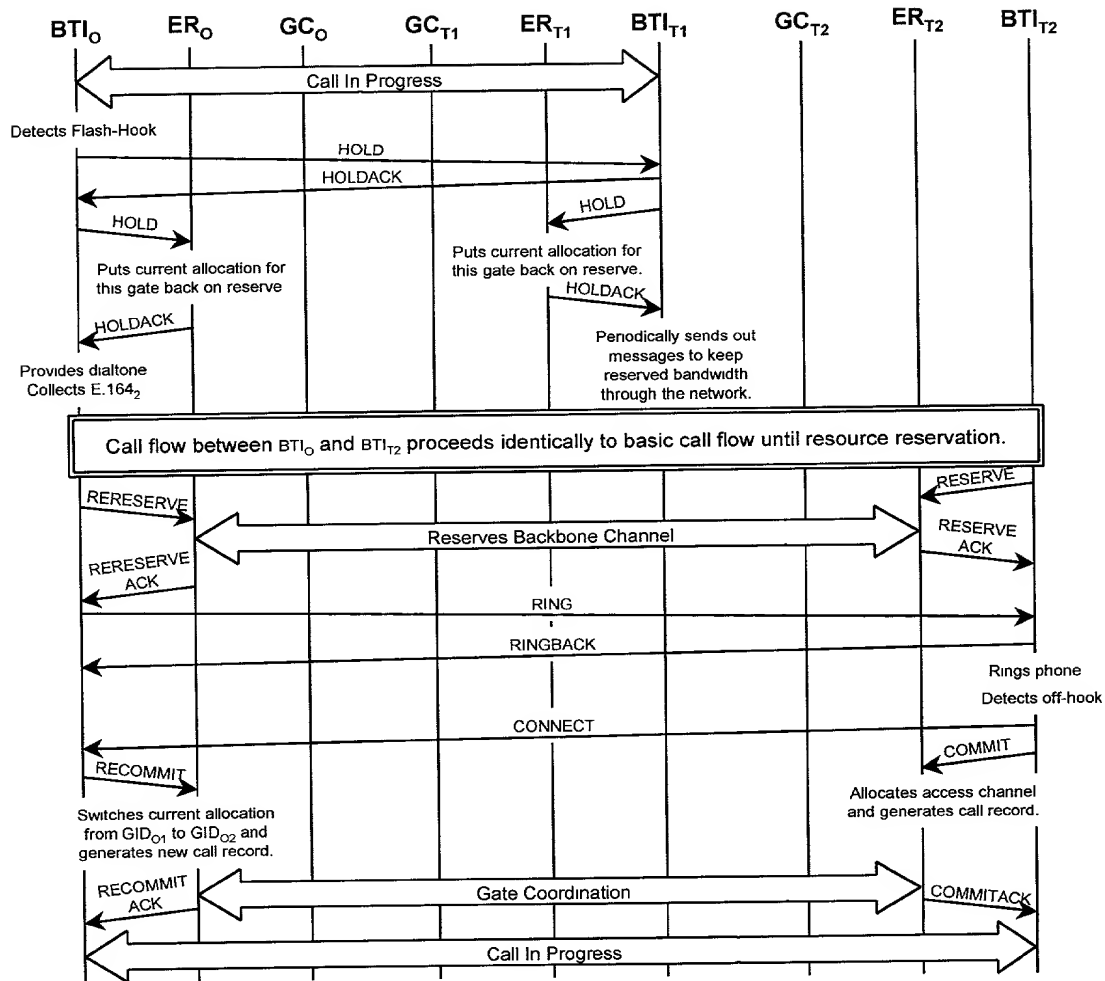 BTI_O ER_O GC_O GC_T1 ER_T1 BTI_T1 GC_T2 ER_T2 BTI_T2
Call In Progress
Detects Flash-Hook
HOLD
HOLDACK
HOLD
HOLD
Puts current allocation for
this gate back on reserve
Puts current allocation for
this gate back on reserve.
HOLDACK
HOLDACK
Periodically sends out
messages to keep
reserved bandwidth
through the network.
Provides dialtone
Collects E.164_2
Call flow between BTI_O and BTI_T2 proceeds identically to basic call flow until resource reservation.
RERESERVE
RESERVE
Reserves Backbone Channel
RESERVE
ACK
RERESERVE
ACK
RING
RINGBACK
Rings phone
Detects off-hook
CONNECT
RECOMMIT
COMMIT
Switches current allocation
from GID_O1 to GID_O2 and
generates new call record.
Allocates access channel
and generates call record.
RECOMMIT
ACK
Gate Coordination
COMMITACK
Call In Progress